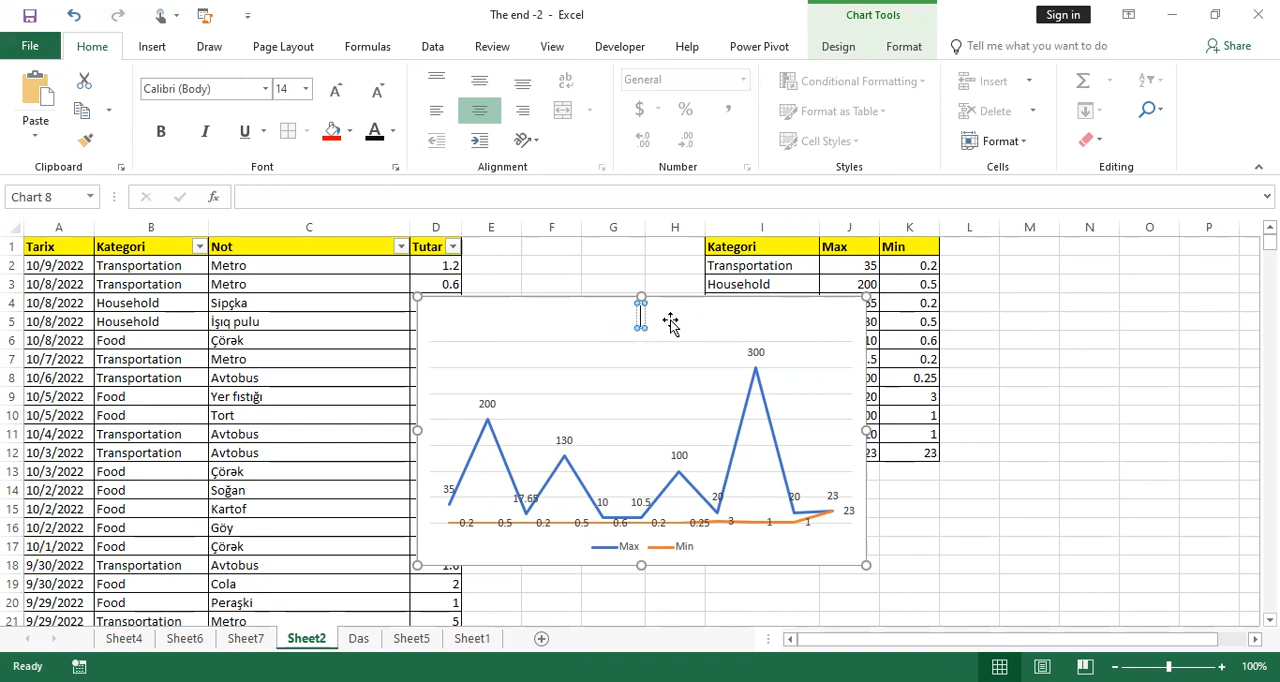 The end -2 - Excel
Chart Tools
Sign in
File Home Insert Draw Page Layout Formulas Data Review View Developer Help Power Pivot Design Format Tell me what you want to do Share
Paste
Calibri (Body) 14
General
Conditional Formatting
Format as Table
Cell Styles
Insert
Delete
Format
Clipboard Font Alignment Number Styles Cells Editing
Chart 8
A B C D E F G H I J K L M N O P
1 Tarix Kategori Not Tutar Kategori Max Min
2 10/9/2022 Transportation Metro 1.2 Transportation 35 0.2
3 10/8/2022 Transportation Metro 0.6 Household 200 0.5
4 10/8/2022 Household Sipçka 0.2
5 10/8/2022 Household İşıq pulu 0.5
6 10/8/2022 Food Çörək 0.6
7 10/7/2022 Transportation Metro 0.2
8 10/6/2022 Transportation Avtobus 0.25
9 10/5/2022 Food Yer fıstığı 3
10 10/5/2022 Food Tort 1
11 10/4/2022 Transportation Avtobus 1
12 10/3/2022 Transportation Avtobus 23 23
13 10/3/2022 Food Çörək
14 10/2/2022 Food Soğan
15 10/2/2022 Food Kartof
16 10/2/2022 Food Göy
17 10/1/2022 Food Çörək
18 9/30/2022 Transportation Avtobus
19 9/30/2022 Food Cola 2
20 9/29/2022 Food Peraşki 1
21 9/29/2022 Transportation Metro 5
300
200
130
100
35 17.65 10 10.5 20 20 23
0.2 0.5 0.2 0.5 0.6 0.2 0.25 3 1 1 23
Max Min
Sheet4 Sheet6 Sheet7 Sheet2 Das Sheet5 Sheet1
Ready
100%